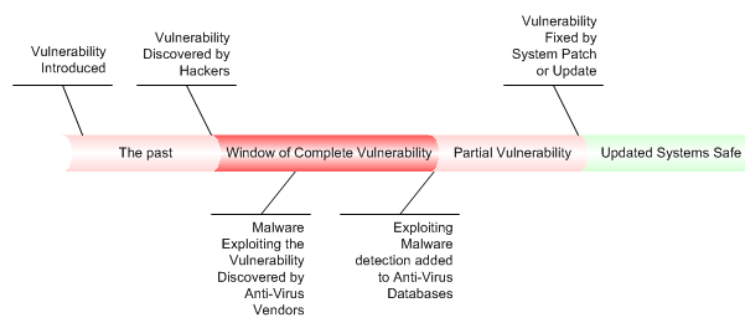 Vulnerability
Introduced
Vulnerability
Discovered by
Hackers
Vulnerability
Fixed by
System Patch
or Update
The past
Window of Complete Vulnerability
Partial Vulnerability
Updated Systems Safe
Malware
Exploiting the
Vulnerability
Discovered by
Anti-Virus
Vendors
Exploiting
Malware
detection added
to Anti-Virus
Databases